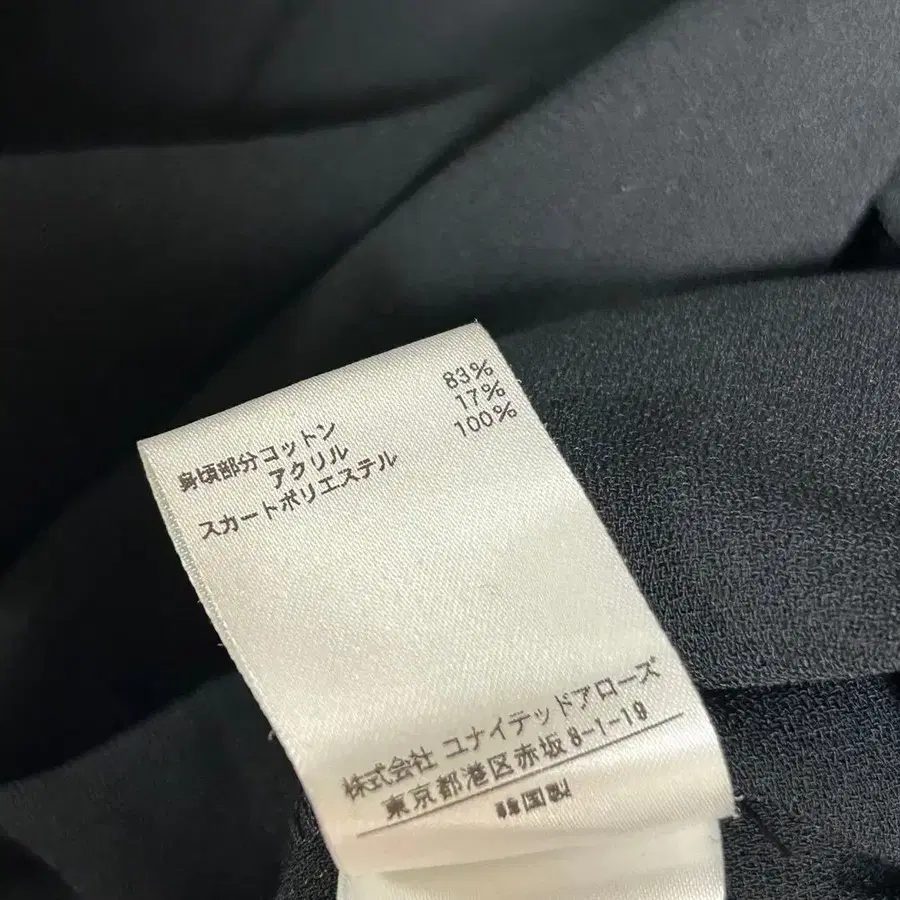 身頃部分コットン 83%
アクリル 17%
スカートポリエステル 100%
株式会社 ユナイテッドアローズ
東京都港区赤坂8-1-19
韓国製